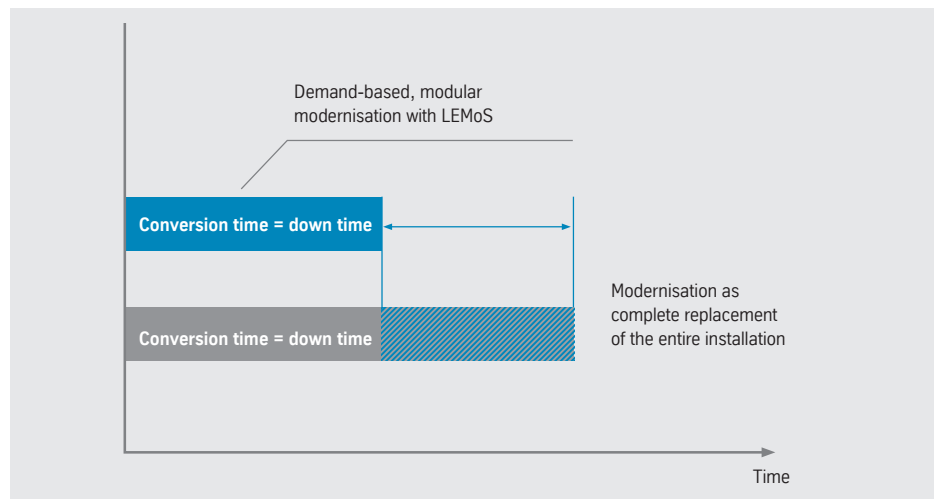 Demand-based, modular
modernisation with LEMoS
Conversion time = down time
Modernisation as
complete replacement
of the entire installation
Conversion time = down time
Time